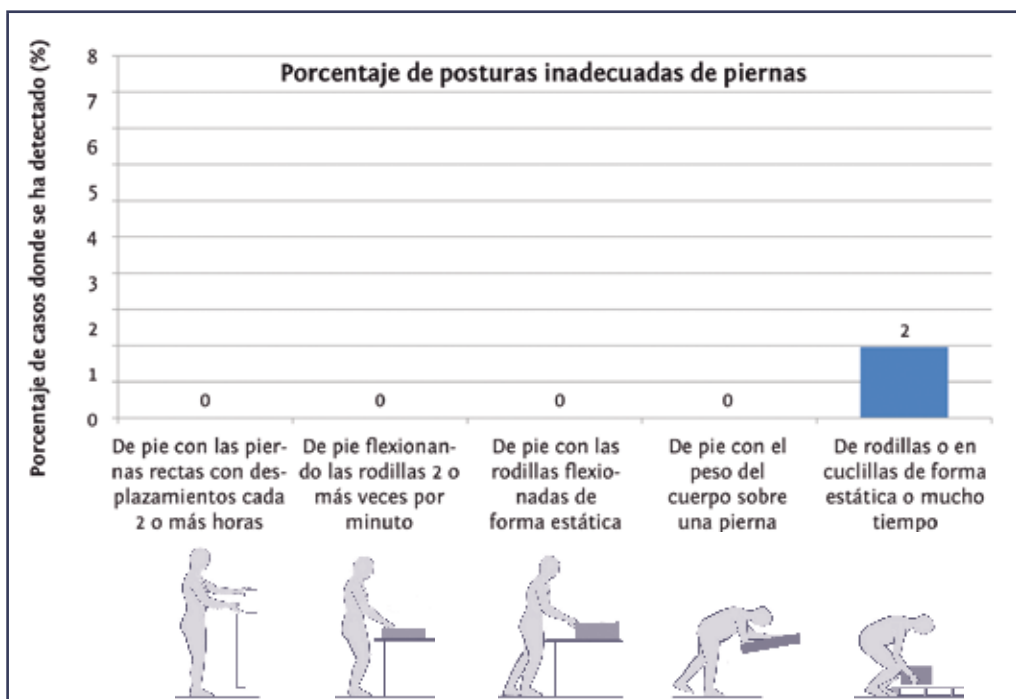 Porcentaje de casos donde se ha detectado (%)
Porcentaje de posturas inadecuadas de piernas
8
7
6
5
4
3
2
1
0
0
0
0
0
2
De pie con las pier-
nas rectas con des-
plazamientos cada
2 o más horas
De pie flexionan-
do las rodillas 2 o
más veces por
minuto
De pie con las
rodillas flexio-
nadas de
forma estática
De pie con el
peso del
cuerpo sobre
una pierna
De rodillas o en
cuclillas de forma
estática o mucho
tiempo